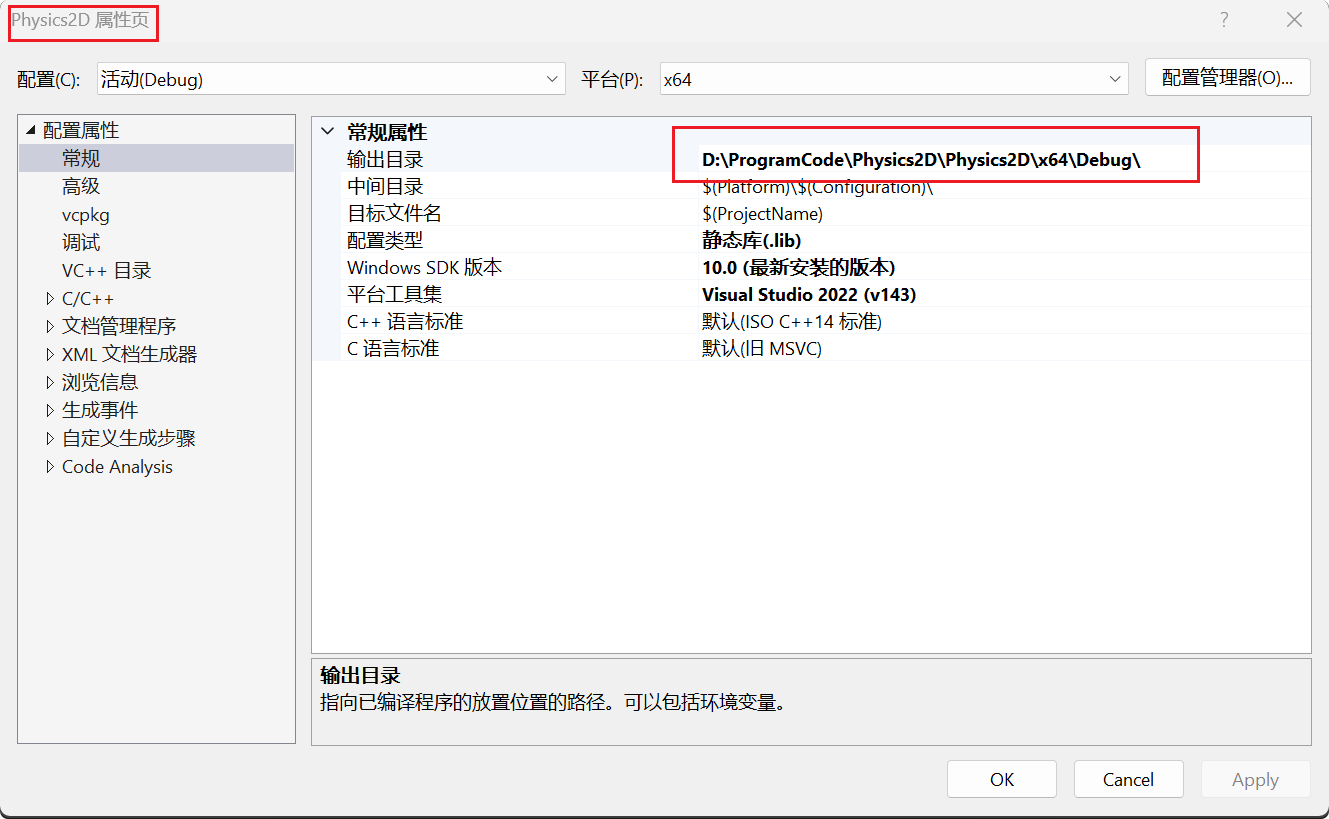 Physics2D 属性页
?
配置(C): 活动(Debug) 平台(P): x64 配置管理器(O)...
配置属性
常规
高级
vcpkg
调试
VC++ 目录
C/C++
文档管理程序
XML 文档生成器
浏览信息
生成事件
自定义生成步骤
Code Analysis
常规属性
输出目录 D:\ProgramCode\Physics2D\Physics2D\x64\Debug\
中间目录 $(Platform)\$(Configuration)\
目标文件名 $(ProjectName)
配置类型 静态库(.lib)
Windows SDK 版本 10.0 (最新安装的版本)
平台工具集 Visual Studio 2022 (v143)
C++ 语言标准 默认(ISO C++14 标准)
C 语言标准 默认(旧 MSVC)
输出目录
指向已编译程序的放置位置的路径。可以包括环境变量。
OK Cancel Apply